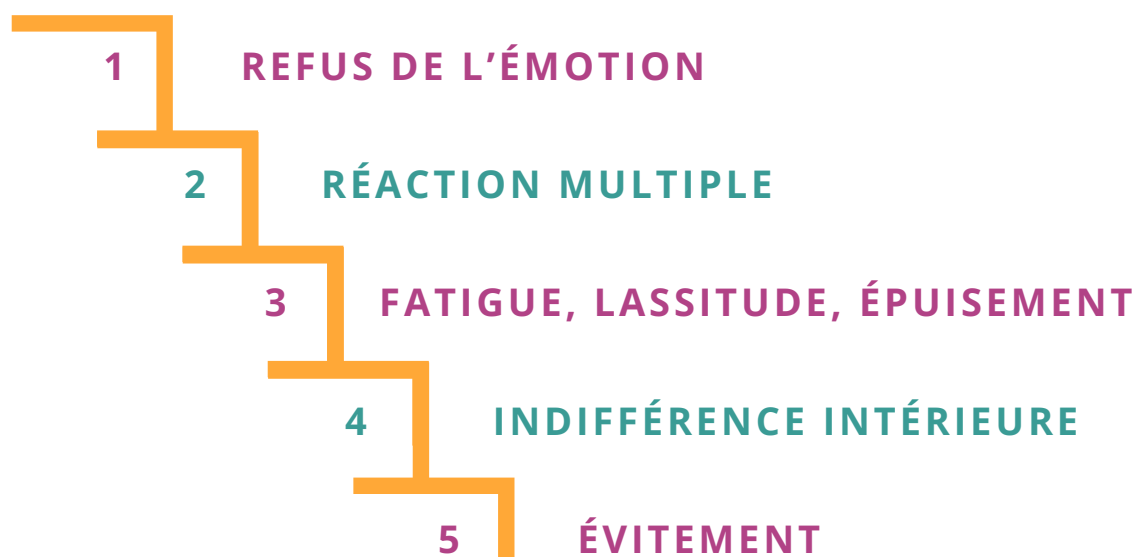 1 REFUS DE L’ÉMOTION
2 RÉACTION MULTIPLE
3 FATIGUE, LASSITUDE, ÉPUISEMENT
4 INDIFFÉRENCE INTÉRIEURE
5 ÉVITEMENT